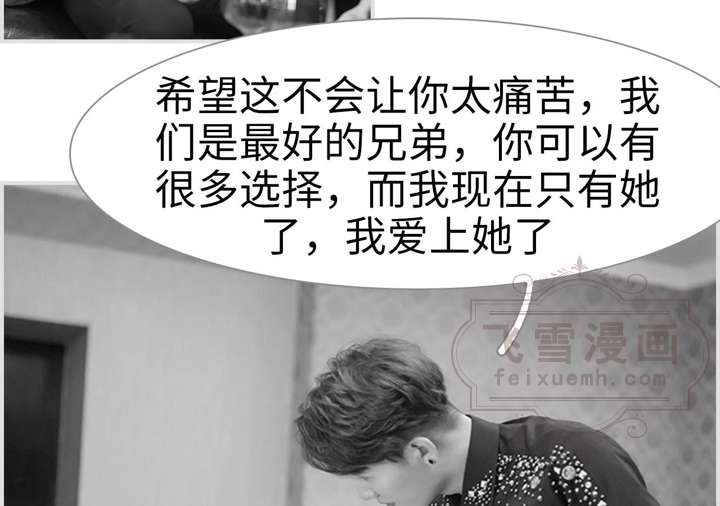 希望这不会让你太痛苦，我
们是最好的兄弟，你可以有
很多选择，而我现在只有她
了，我爱上她了
飞雪漫画
feixuemh.com